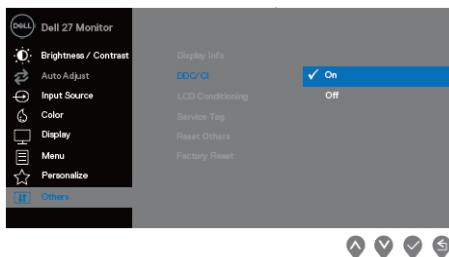 DELL
Dell 27 Monitor
Brightness / Contrast
Auto Adjust
Input Source
Color
Display
Menu
Personalize
Others
Display Info
DDC/CI
LCD Conditioning
Service Tag
Reset Others
Factory Reset
On
Off